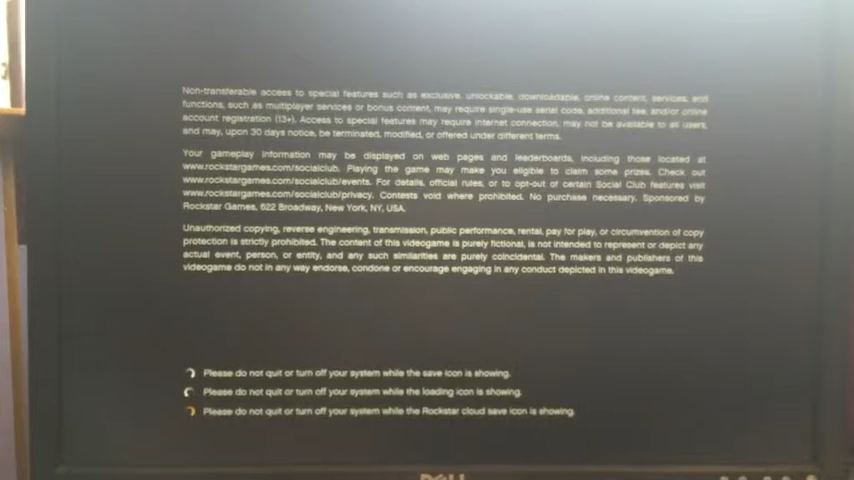 Non-transferable access to special features such as exclusive, unlockable, downloadable, online content, services, and
functions, such as multiplayer services or bonus content, may require single-use serial code, additional fee, and/or online
account registration (13+). Access to special features may require internet connection, may not be available to all users,
and may, upon 30 days notice, be terminated, modified, or offered under different terms.
Your gameplay information may be displayed on web pages and leaderboards, including those located at
www.rockstargames.com/socialclub. Playing the game may make you eligible to claim some prizes. Check out
www.rockstargames.com/socialclub/events. For details, official rules, or to opt-out of certain Social Club features visit
www.rockstargames.com/socialclub/privacy. Contests void where prohibited. No purchase necessary. Sponsored by
Rockstar Games, 622 Broadway, New York, NY, USA.
Unauthorized copying, reverse engineering, transmission, public performance, rental, pay for play, or circumvention of copy
protection is strictly prohibited. The content of this videogame is purely fictional, is not intended to represent or depict any
actual event, person, or entity, and any such similarities are purely coincidental. The makers and publishers of this
videogame do not in any way endorse, condone or encourage engaging in any conduct depicted in this videogame.
Please do not quit or turn off your system while the save icon is showing.
Please do not quit or turn off your system while the loading icon is showing.
Please do not quit or turn off your system while the Rockstar cloud save icon is showing.
DELL